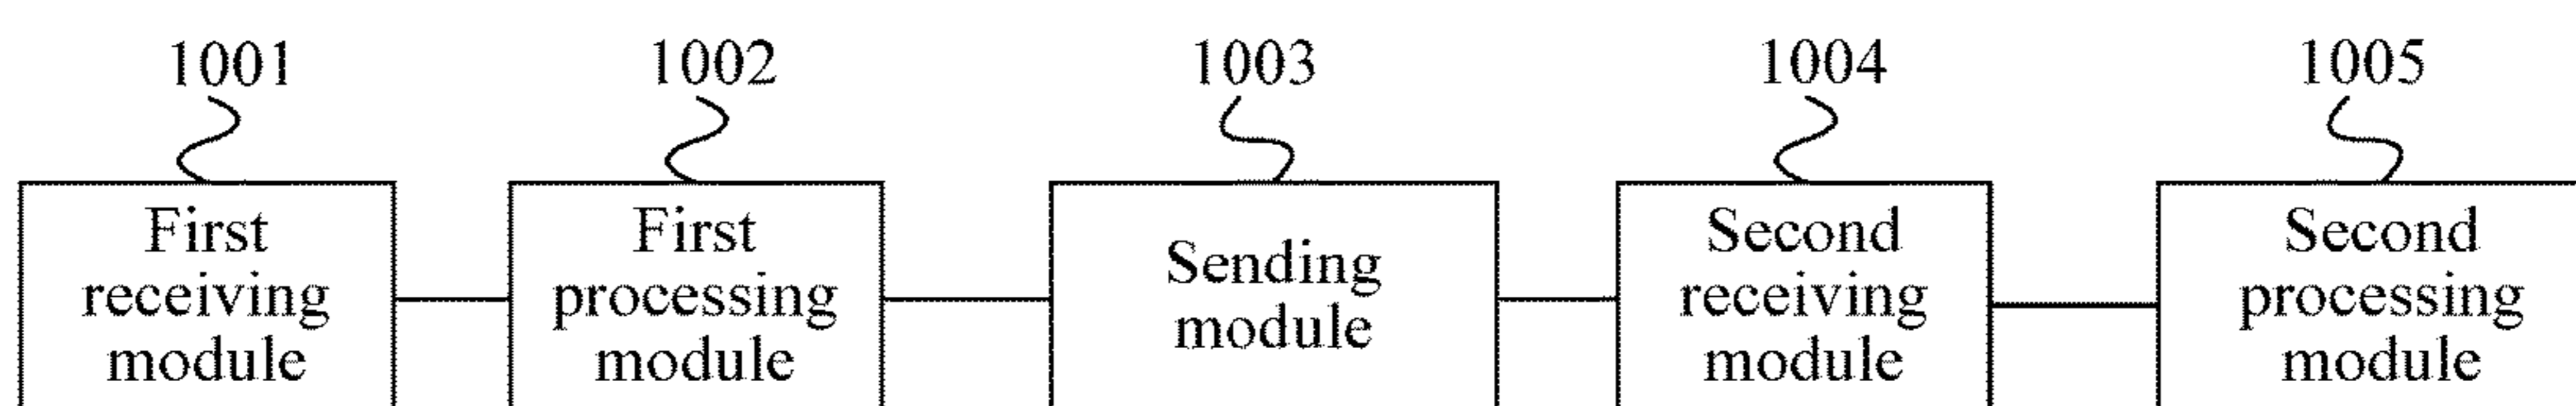 1001
1002
1003
1004
1005
First
receiving
module
First
processing
module
Sending
module
Second
receiving
module
Second
processing
module